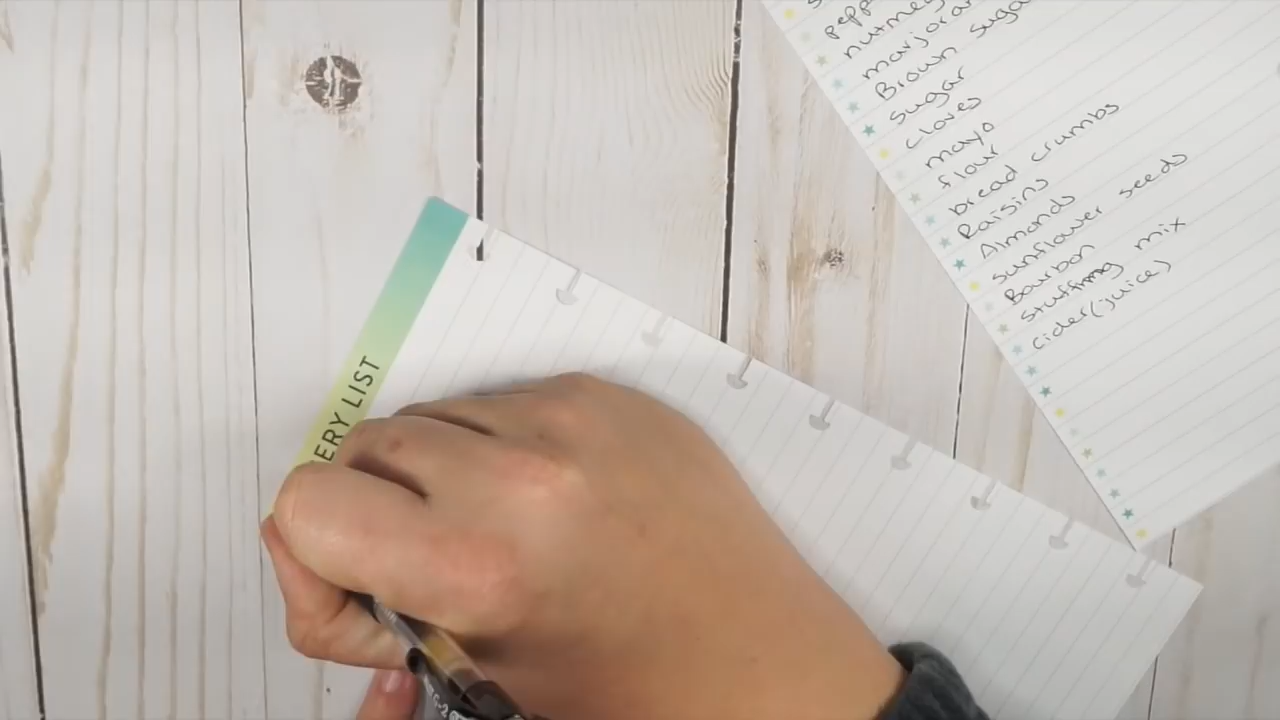 nutmeg
marjoram
Brown sugar
sugar
cloves
mayo
flour
bread crumbs
Raisins
Almonds
sunflower seeds
Bourbon
stuffing mix
cider (juice)
ERY LIST
G-2